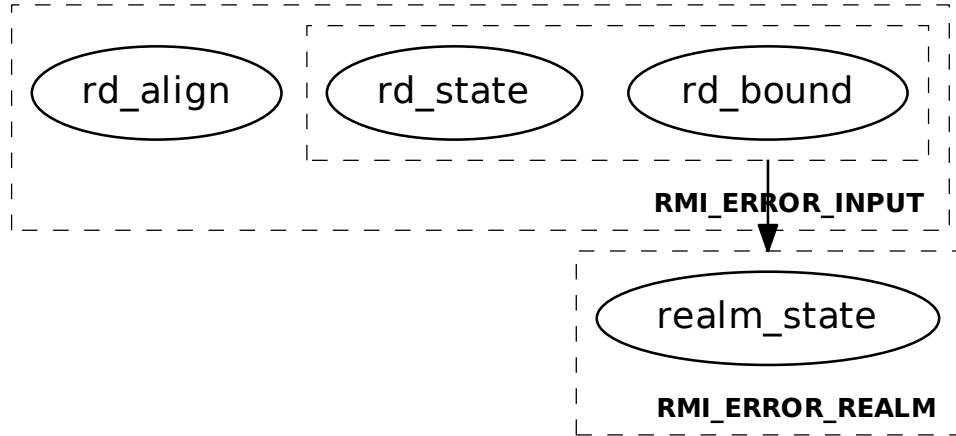 rd_align rd_state rd_bound
RMI_ERROR_INPUT
realm_state
RMI_ERROR_REALM